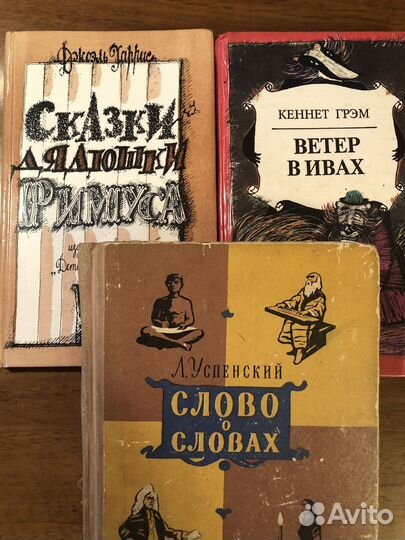 Джоэль Харрис
Сказки
дядюшки
Римуса
КЕННЕТ ГРЭМ
ВЕТЕР
В ИВАХ
Л. Успенский
СЛОВО
О
СЛОВАХ
Avito